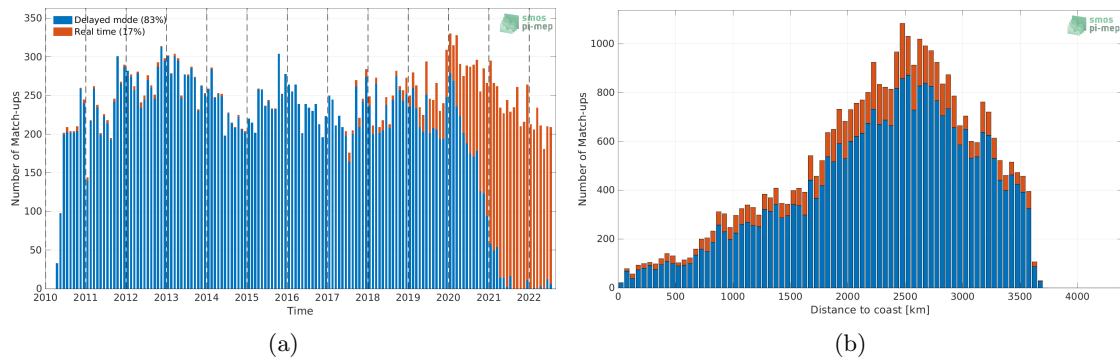 350
300
250
200
150
100
50
0
Number of Match-ups
Delayed mode (83%)
Real time (17%)
smos
pi-mep
2010 2011 2012 2013 2014 2015 2016 2017 2018 2019 2020 2021 2022
Time
(a)
1000
800
600
400
200
0
Number of Match-ups
smos
pi-mep
0 500 1000 1500 2000 2500 3000 3500 4000
Distance to coast [km]
(b)